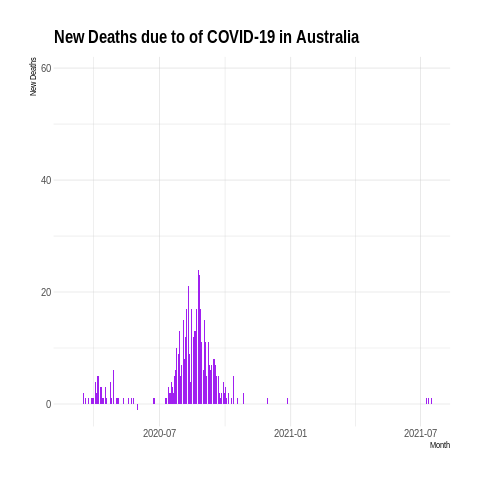 New Deaths due to of COVID-19 in Australia
New Deaths
60
40
20
0
2020-07
2021-01
2021-07
Month